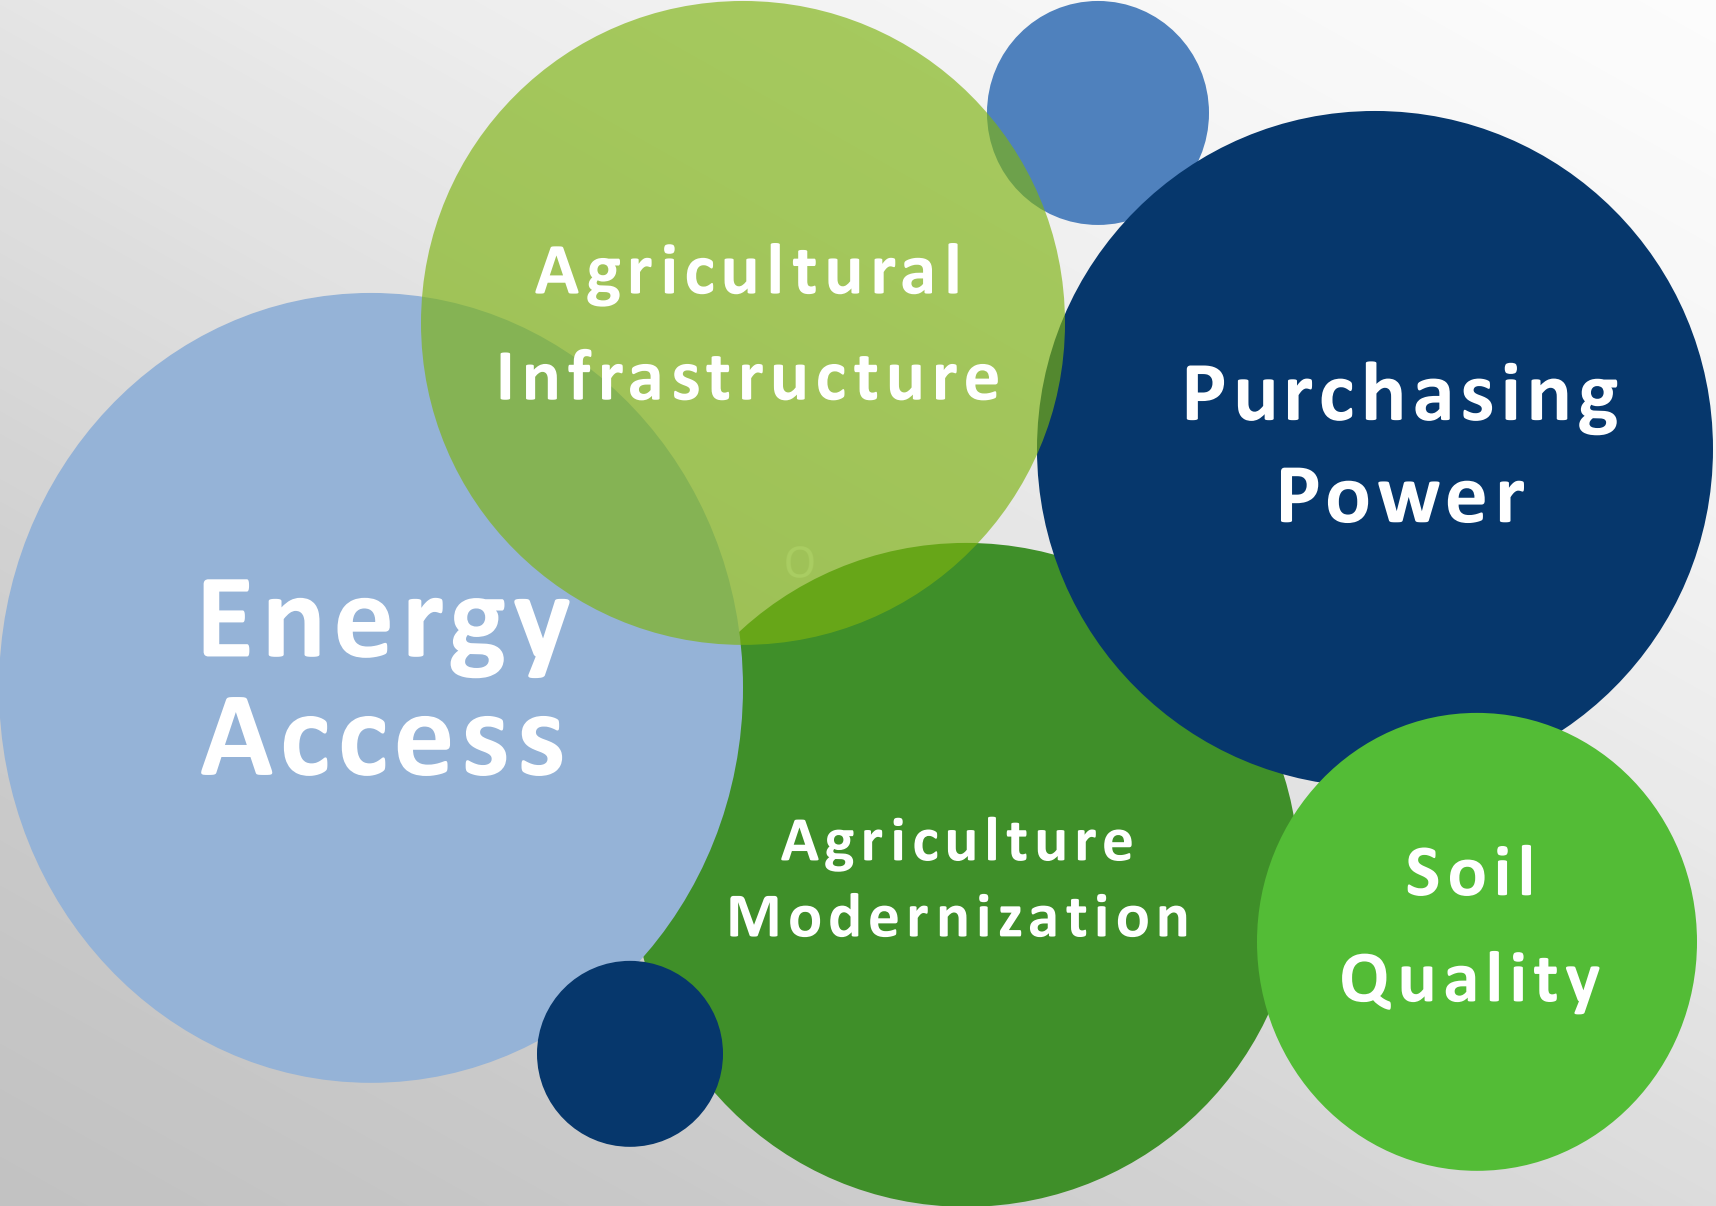 Agricultural
Infrastructure
Purchasing
Power
o
Energy
Access
Agriculture
Modernization
Soil
Quality